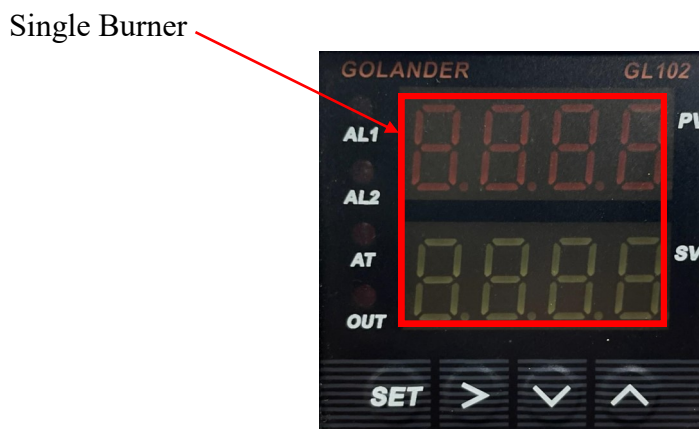 Single Burner
GOLANDER GL102
PV
AL1
AL2
AT
SV
OUT
SET > ∨ ∧